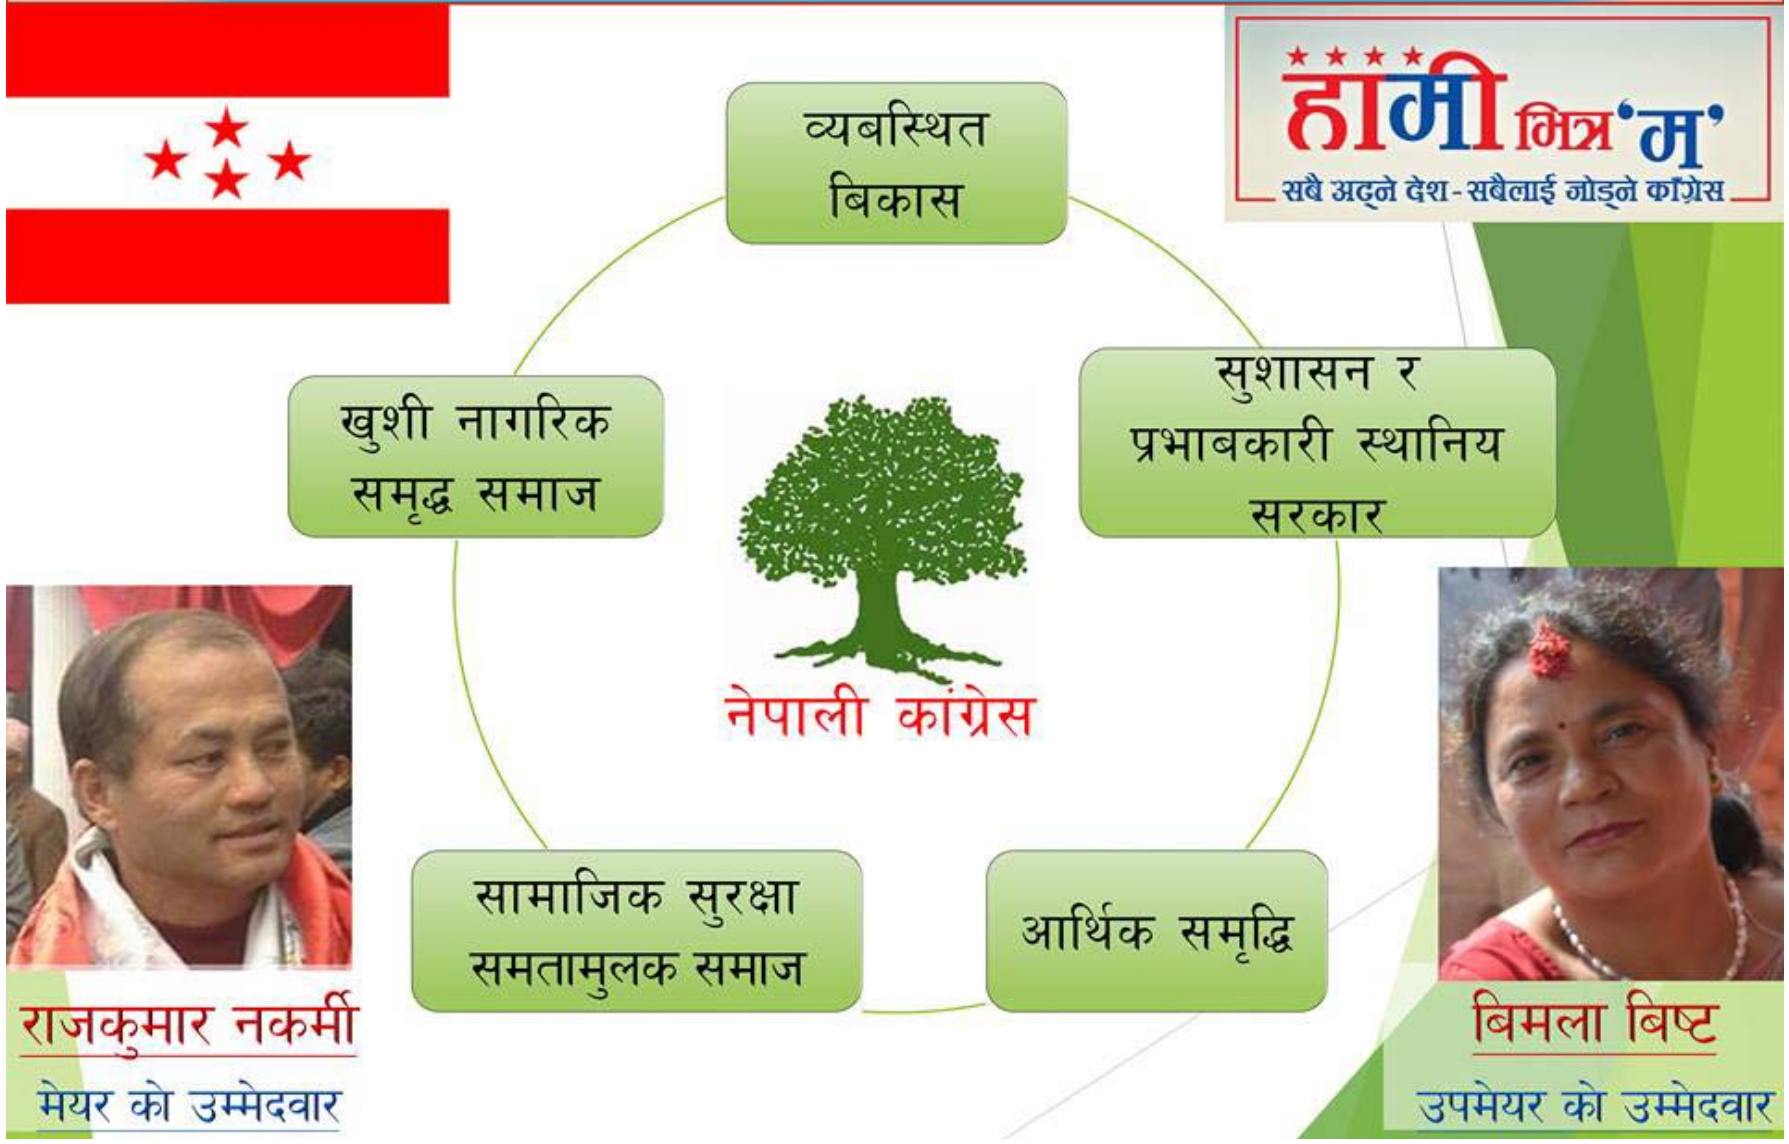 हामी भित्र ‘म’
सबै अट्ने देश - सबैलाई जोड्ने काँग्रेस
व्यबस्थित
बिकास
सुशासन र
प्रभाबकारी स्थानिय
सरकार
खुशी नागरिक
समृद्ध समाज
नेपाली कांग्रेस
सामाजिक सुरक्षा
समतामुलक समाज
आर्थिक समृद्धि
राजकुमार नकर्मी
मेयर को उम्मेदवार
बिमला बिष्ट
उपमेयर को उम्मेदवार